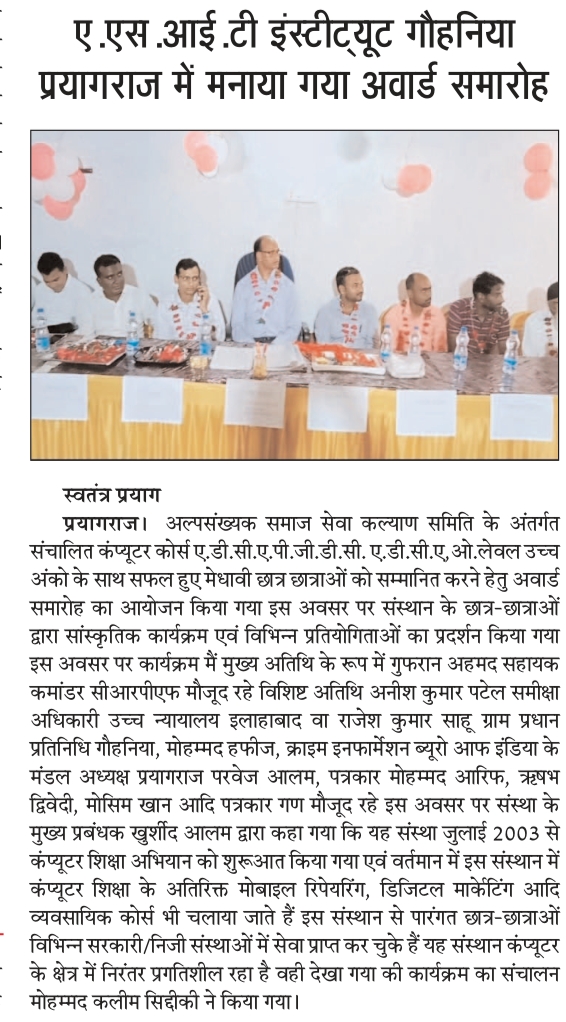 ए.एस.आई.टी इंस्टीट्यूट गौहनिया
प्रयागराज में मनाया गया अवार्ड समारोह
स्वतंत्र प्रयाग
प्रयागराज। अल्पसंख्यक समाज सेवा कल्याण समिति के अंतर्गत
संचालित कंप्यूटर कोर्स ए.डी.सी.ए.पी.जी.डी.सी. ए.डी.सी.ए,ओ.लेवल उच्च
अंको के साथ सफल हुए मेधावी छात्र छात्राओं को सम्मानित करने हेतु अवार्ड
समारोह का आयोजन किया गया इस अवसर पर संस्थान के छात्र-छात्राओं
द्वारा सांस्कृतिक कार्यक्रम एवं विभिन्न प्रतियोगिताओं का प्रदर्शन किया गया
इस अवसर पर कार्यक्रम मैं मुख्य अतिथि के रूप में गुफरान अहमद सहायक
कमांडर सीआरपीएफ मौजूद रहे विशिष्ट अतिथि अनीश कुमार पटेल समीक्षा
अधिकारी उच्च न्यायालय इलाहाबाद वा राजेश कुमार साहू ग्राम प्रधान
प्रतिनिधि गौहनिया, मोहम्मद हफीज, क्राइम इनफार्मेशन ब्यूरो आफ इंडिया के
मंडल अध्यक्ष प्रयागराज परवेज आलम, पत्रकार मोहम्मद आरिफ, ऋषभ
द्विवेदी, मोसिम खान आदि पत्रकार गण मौजूद रहे इस अवसर पर संस्था के
मुख्य प्रबंधक खुर्शीद आलम द्वारा कहा गया कि यह संस्था जुलाई 2003 से
कंप्यूटर शिक्षा अभियान को शुरूआत किया गया एवं वर्तमान में इस संस्थान में
कंप्यूटर शिक्षा के अतिरिक्त मोबाइल रिपेयरिंग, डिजिटल मार्केटिंग आदि
व्यवसायिक कोर्स भी चलाया जाते हैं इस संस्थान से पारंगत छात्र-छात्राओं
विभिन्न सरकारी/निजी संस्थाओं में सेवा प्राप्त कर चुके हैं यह संस्थान कंप्यूटर
के क्षेत्र में निरंतर प्रगतिशील रहा है वही देखा गया की कार्यक्रम का संचालन
मोहम्मद कलीम सिद्दीकी ने किया गया।